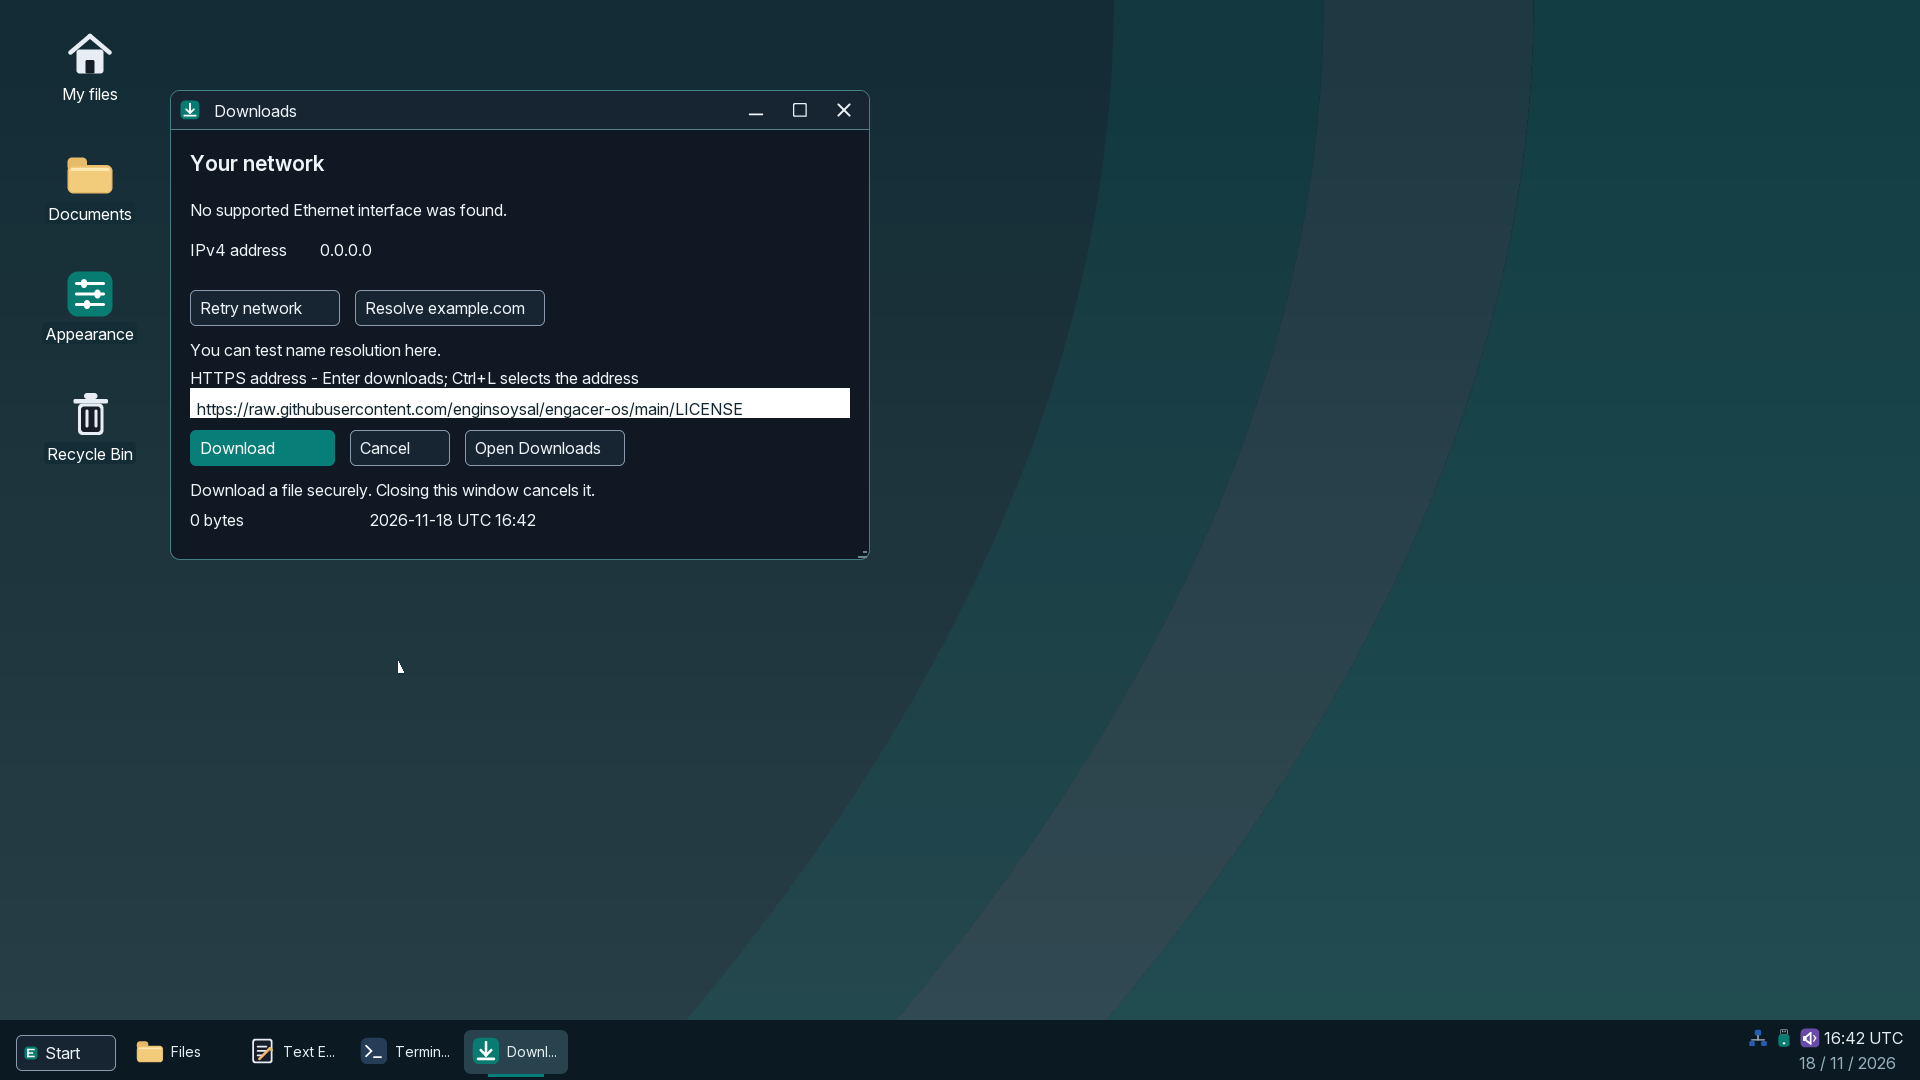 My files
Documents
Appearance
Recycle Bin
Downloads
Your network
No supported Ethernet interface was found.
IPv4 address 0.0.0.0
Retry network Resolve example.com
You can test name resolution here.
HTTPS address - Enter downloads; Ctrl+L selects the address
https://raw.githubusercontent.com/enginsoysal/engacer-os/main/LICENSE
Download Cancel Open Downloads
Download a file securely. Closing this window cancels it.
0 bytes 2026-11-18 UTC 16:42
E Start Files Text E... Termin... Downl... 16:42 UTC
18 / 11 / 2026